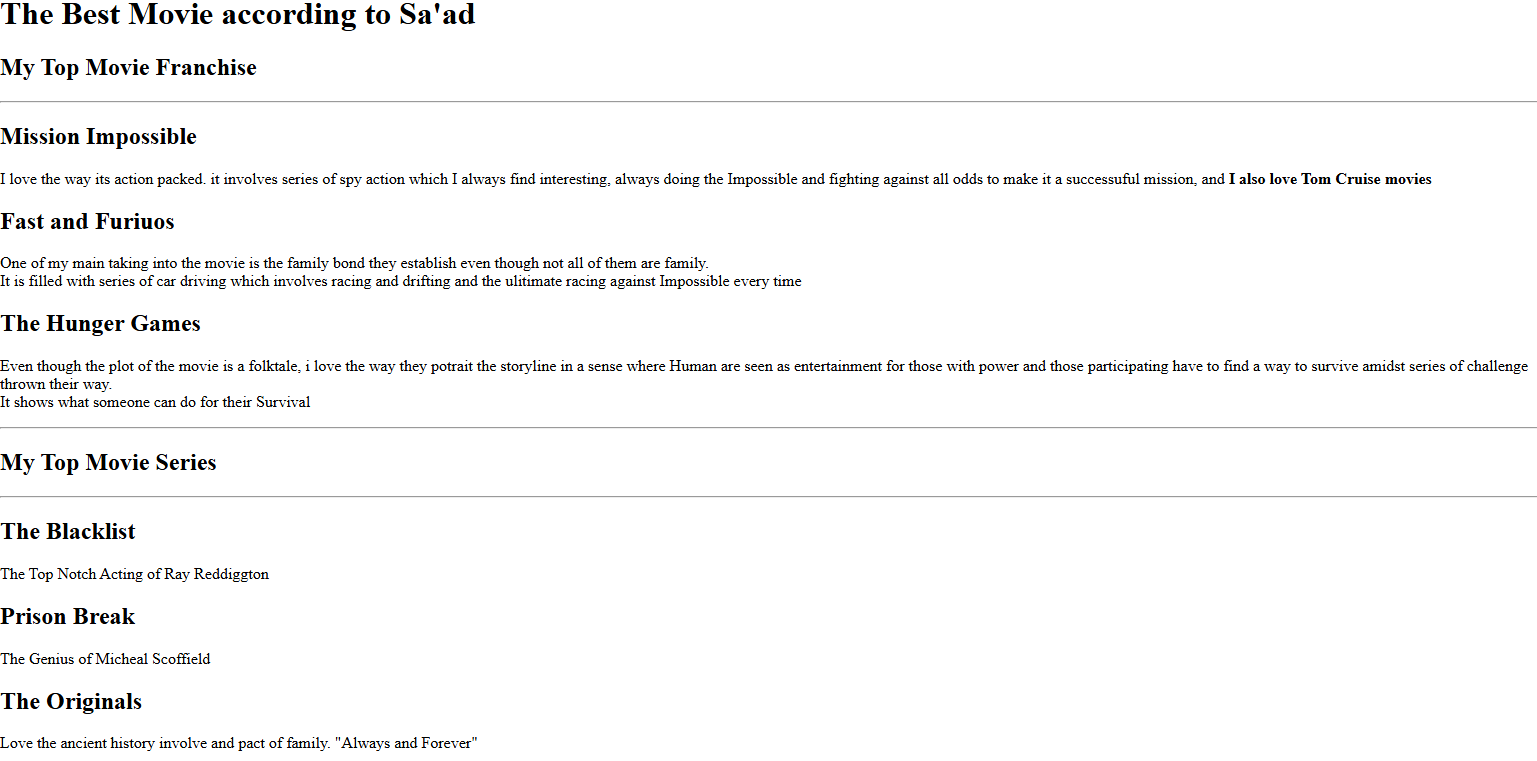 The Best Movie according to Sa'ad
My Top Movie Franchise
Mission Impossible
I love the way its action packed. it involves series of spy action which I always find interesting, always doing the Impossible and fighting against all odds to make it a successuful mission, and I also love Tom Cruise movies
Fast and Furiuos
One of my main taking into the movie is the family bond they establish even though not all of them are family.
It is filled with series of car driving which involves racing and drifting and the ulitimate racing against Impossible every time
The Hunger Games
Even though the plot of the movie is a folktale, i love the way they potrait the storyline in a sense where Human are seen as entertainment for those with power and those participating have to find a way to survive amidst series of challenge
thrown their way.
It shows what someone can do for their Survival
My Top Movie Series
The Blacklist
The Top Notch Acting of Ray Reddiggton
Prison Break
The Genius of Micheal Scoffield
The Originals
Love the ancient history involve and pact of family. "Always and Forever"